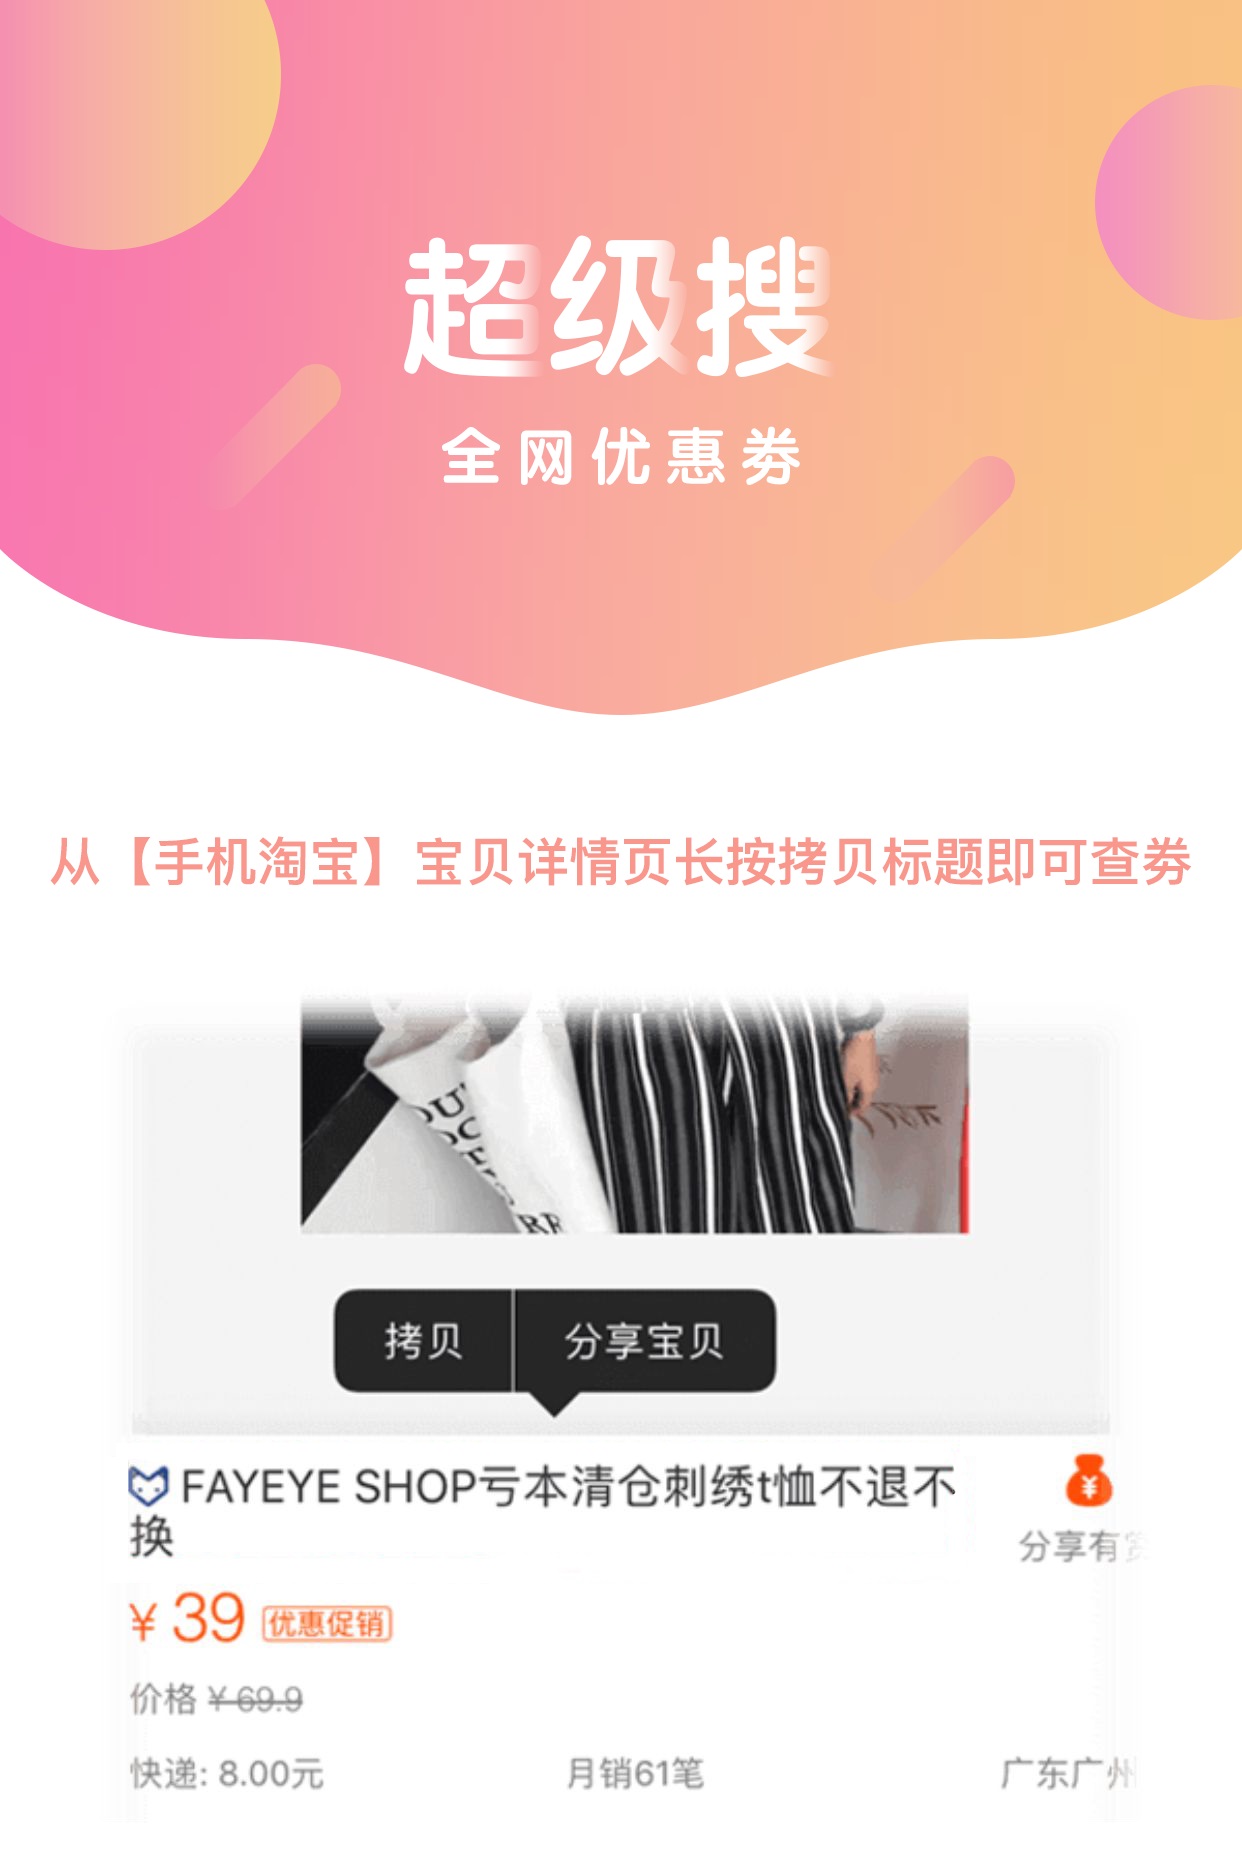 超级搜
全网优惠劵
从【手机淘宝】宝贝详情页长按拷贝标题即可查劵
RR
拷贝 分享宝贝
FAYEYE SHOP亏本清仓刺绣t恤不退不
换
分享有赏
¥ 39 优惠促销
价格 ¥ 69.9
快递: 8.00元 月销61笔 广东广州